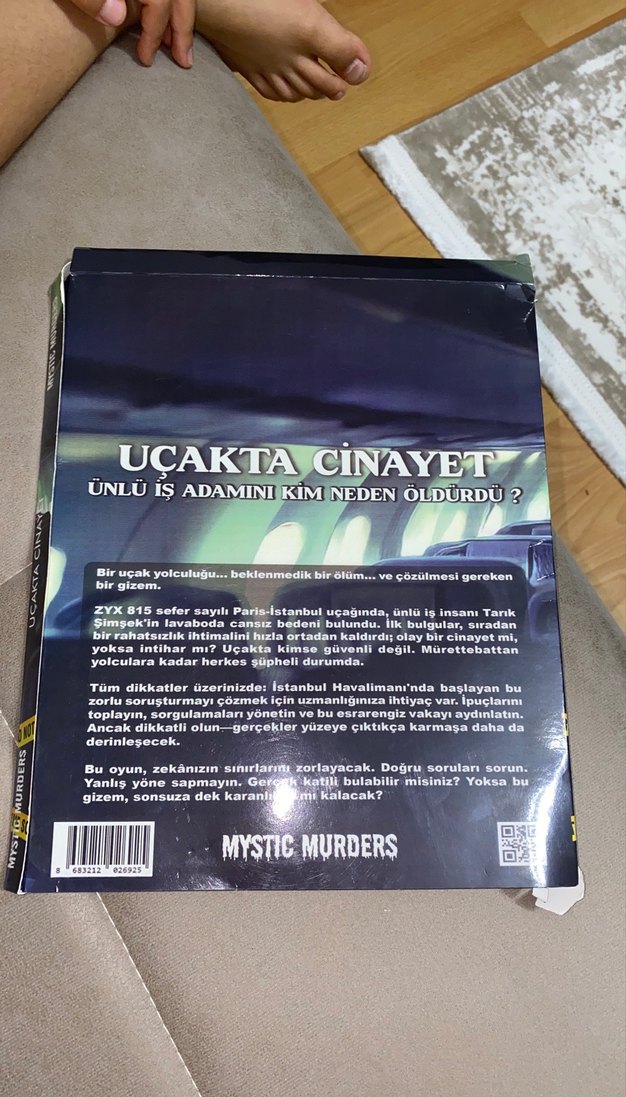 UÇAKTA CİNAYET
ÜNLÜ İŞ ADAMINI KİM NEDEN ÖLDÜRDÜ ?
Bir uçak yolculuğu... beklenmedik bir ölüm... ve çözülmesi gereken
bir gizem.
ZYX 815 sefer sayılı Paris-İstanbul uçağında, ünlü iş insanı Tarık
Şimşek'in lavaboda cansız bedeni bulundu. İlk bulgular, sıradan
bir rahatsızlık ihtimalini hızla ortadan kaldırdı; olay bir cinayet mi,
yoksa intihar mı? Uçakta kimse güvenli değil. Mürettebattan
yolculara kadar herkes şüpheli durumda.
Tüm dikkatler üzerinizde: İstanbul Havalimanı'nda başlayan bu
zorlu soruşturmayı çözmek için uzmanlığınıza ihtiyaç var. İpuçlarını
toplayın, sorgulamaları yönetin ve bu esrarengiz vakayı aydınlatın.
Ancak dikkatli olun—gerçekler yüzeye çıktıkça karmaşa daha da
derinleşecek.
Bu oyun, zekânızın sınırlarını zorlayacak. Doğru soruları sorun.
Yanlış yöne sapmayın. Gerçek katili bulabilir misiniz? Yoksa bu
gizem, sonsuza dek karanlıkta mı kalacak?
MYSTIC MURDERS
8 683212 026925
UÇAKTA CİNAY
MYSTIC MURDERS